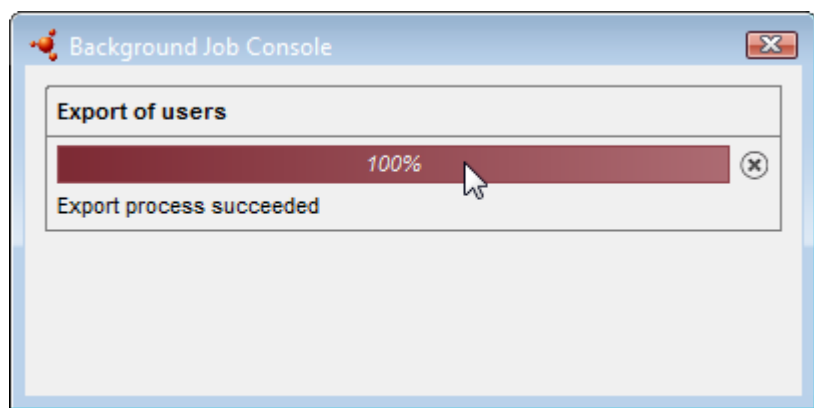 Background Job Console
Export of users
100%
Export process succeeded